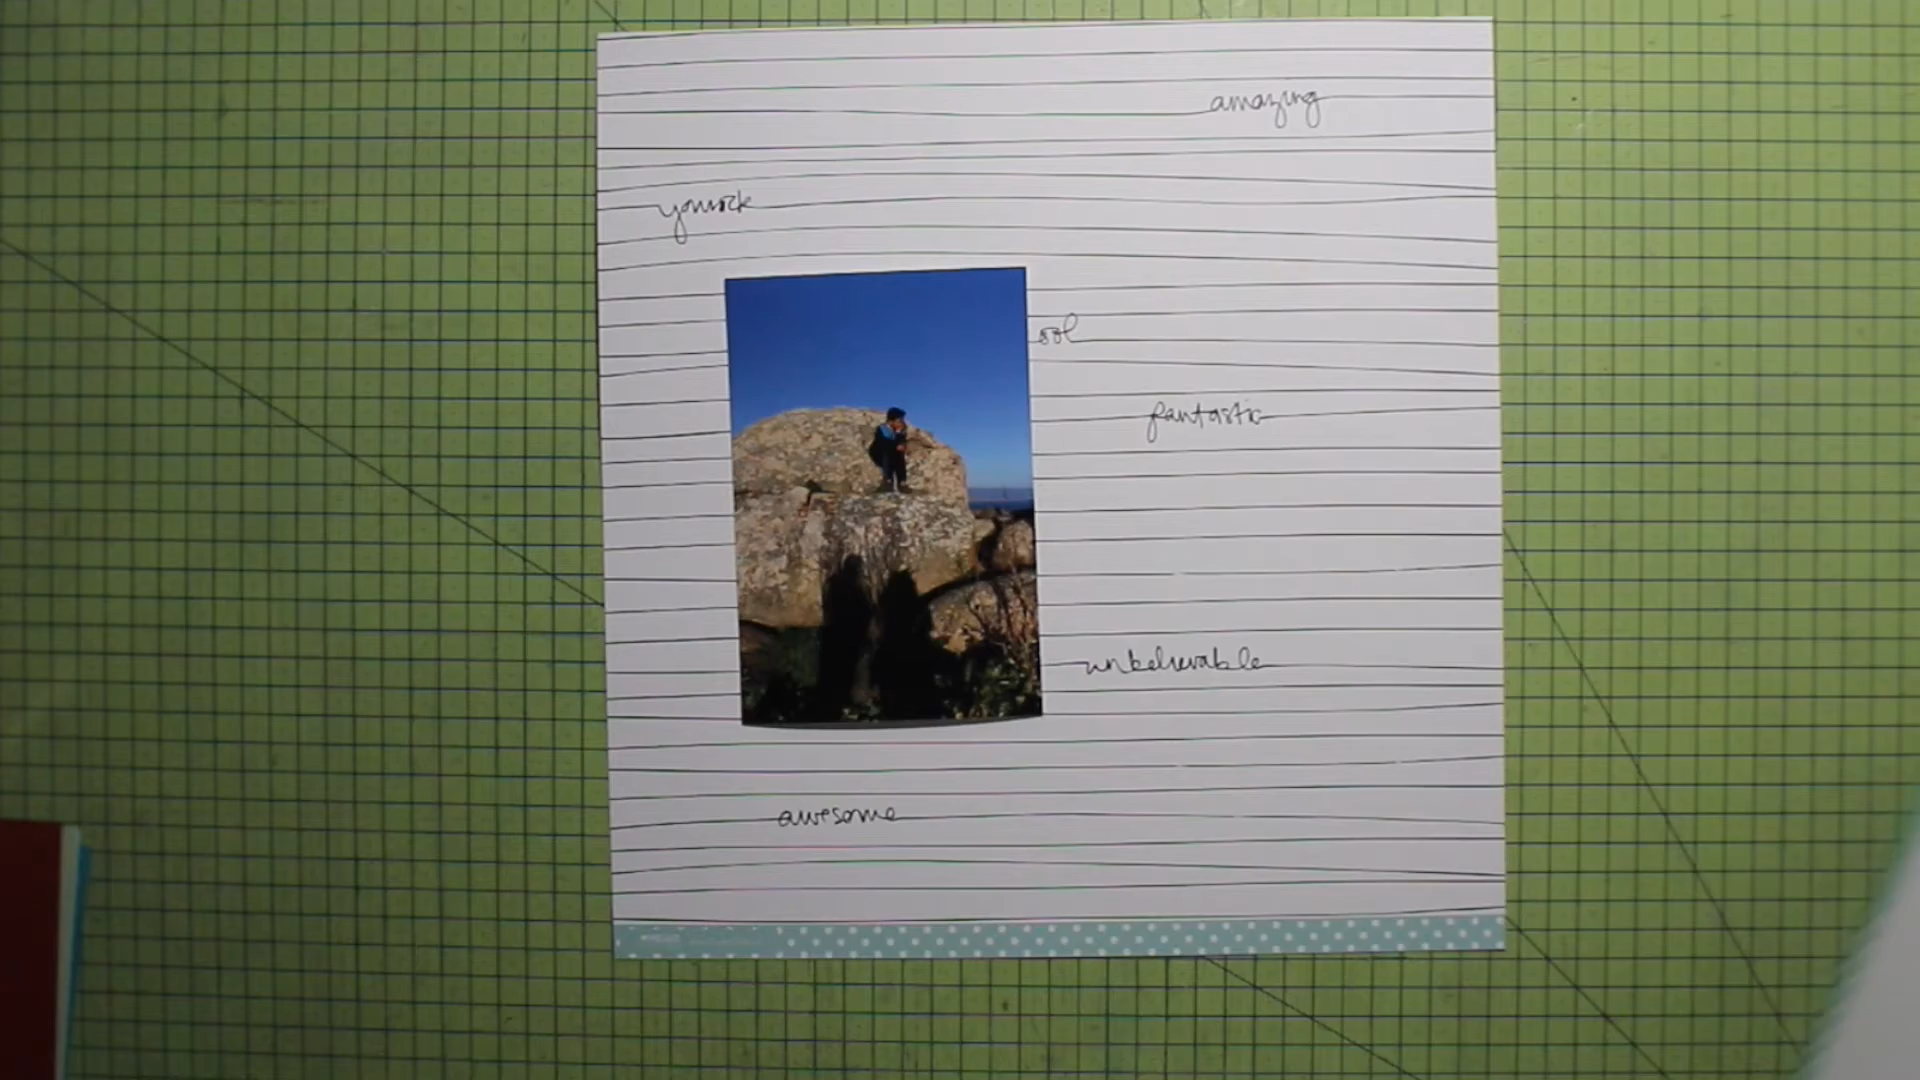 amazing
you rock
ool
fantastic
unbelievable
awesome